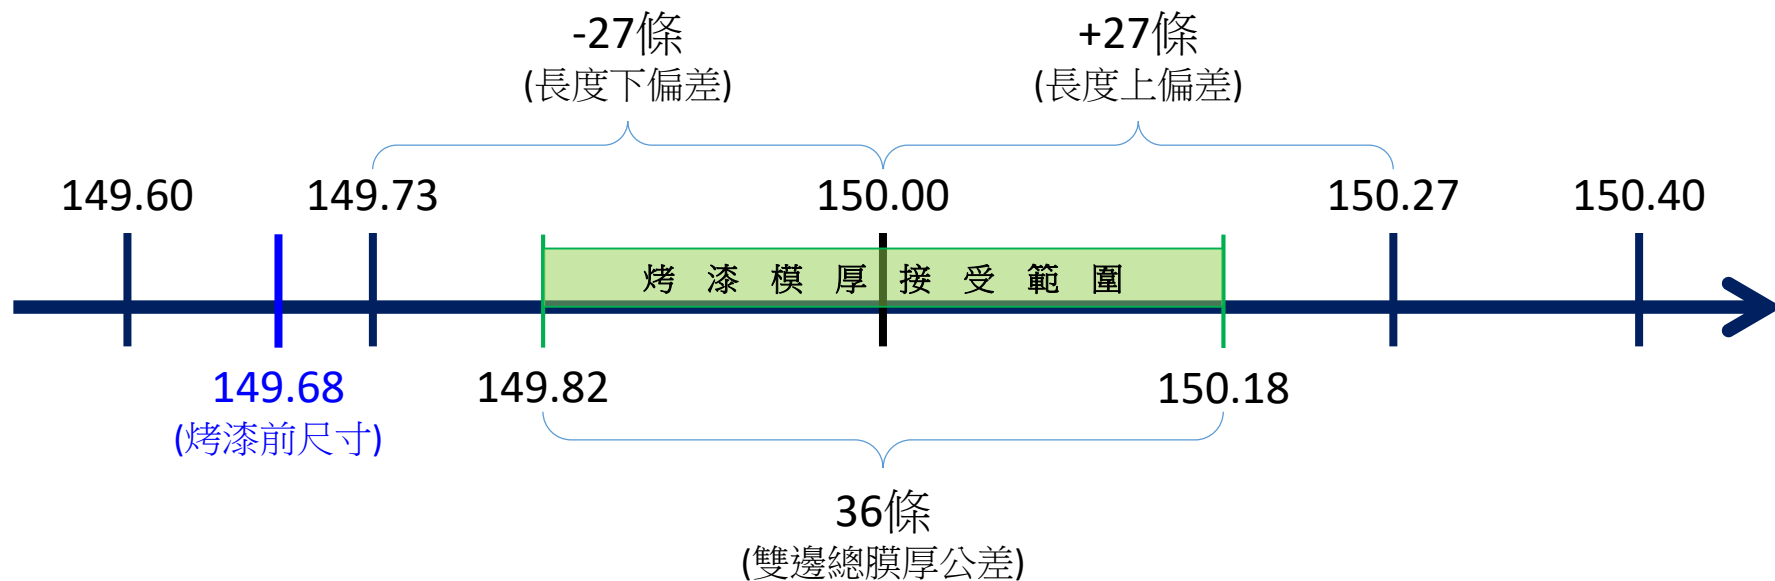 -27條
(長度下偏差)
+27條
(長度上偏差)
149.60
149.73
150.00
150.27
150.40
烤漆模厚接受範圍
149.68
(烤漆前尺寸)
149.82
150.18
36條
(雙邊總膜厚公差)